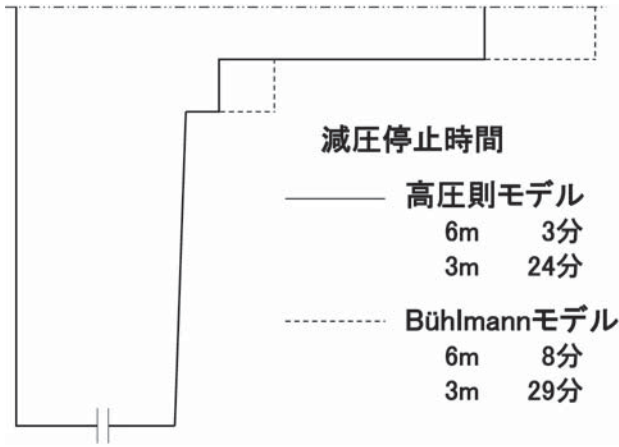 減圧停止時間
高圧則モデル
6m 3分
3m 24分
Bühlmannモデル
6m 8分
3m 29分